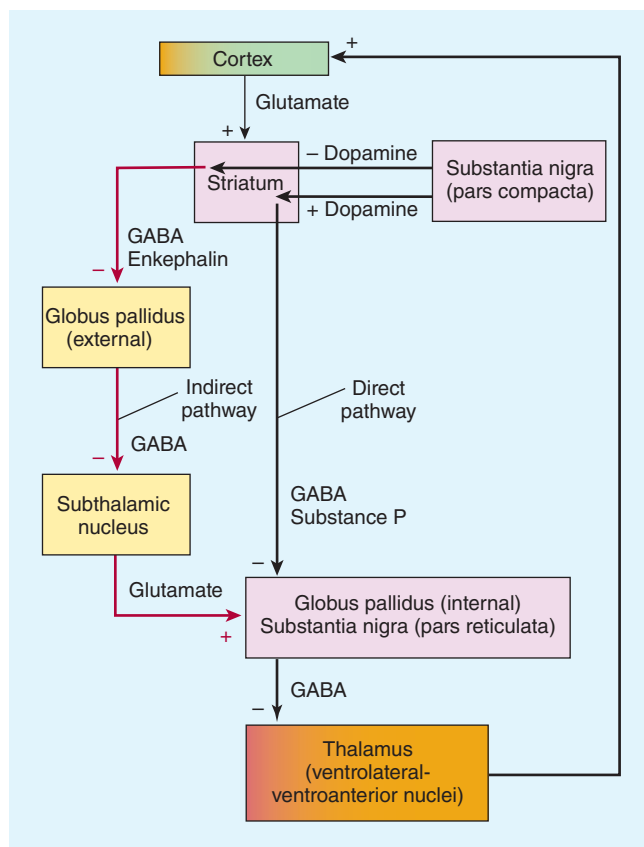 +
Cortex
Glutamate
+
– Dopamine
Striatum
+ Dopamine
Substantia nigra
(pars compacta)
GABA
Enkephalin
–
Globus pallidus
(external)
Indirect
pathway
Direct
pathway
GABA
–
Subthalamic
nucleus
GABA
Substance P
–
Glutamate
+
Globus pallidus (internal)
Substantia nigra (pars reticulata)
GABA
–
Thalamus
(ventrolateral-
ventroanterior nuclei)